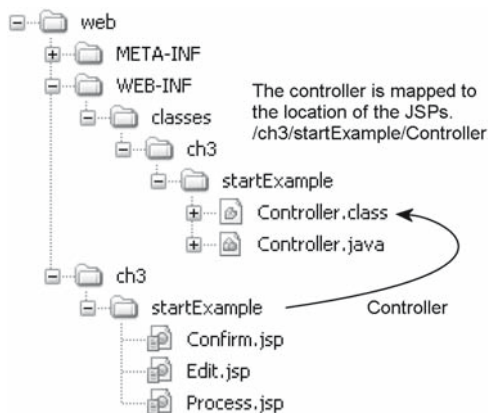 web
META-INF
WEB-INF
The controller is mapped to
the location of the JSPs.
/ch3/startExample/Controller
classes
ch3
startExample
Controller.class
Controller.java
ch3
startExample
Controller
Confirm.jsp
Edit.jsp
Process.jsp